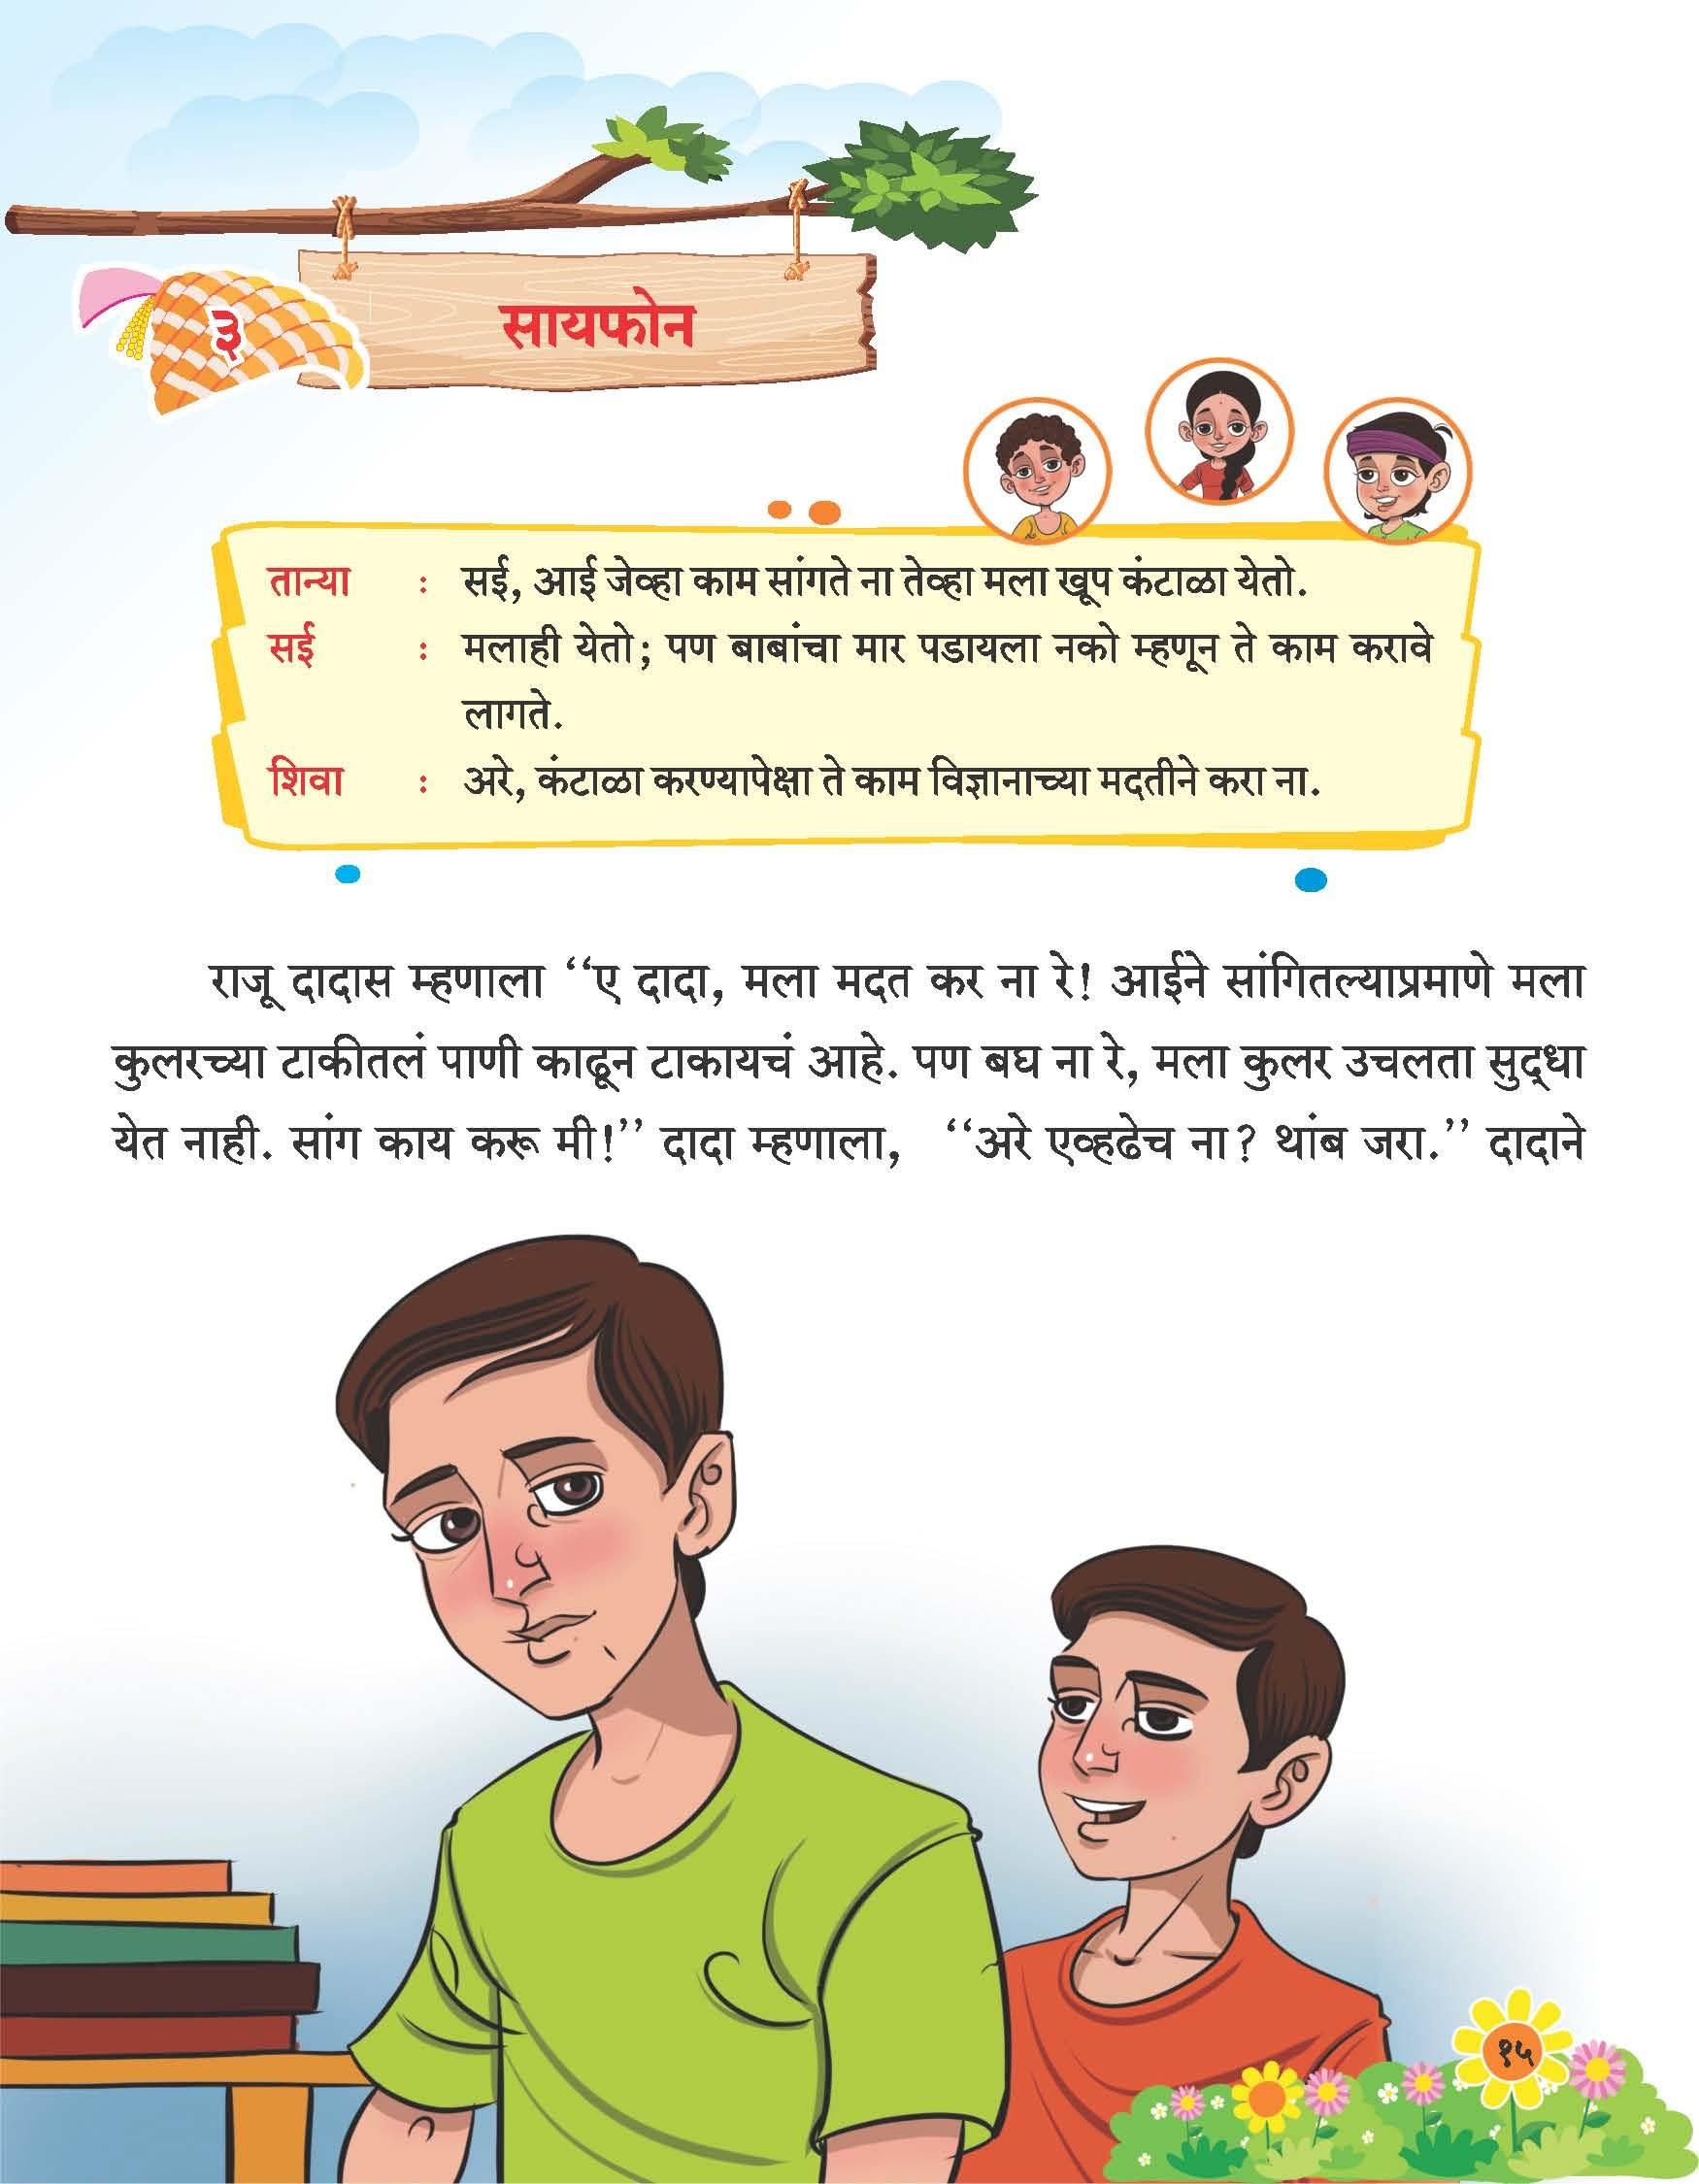 ३
सायफोन
तान्या : सई, आई जेव्हा काम सांगते ना तेव्हा मला खूप कंटाळा येतो.
सई : मलाही येतो; पण बाबांचा मार पडायला नको म्हणून ते काम करावे
लागते.
शिवा : अरे, कंटाळा करण्यापेक्षा ते काम विज्ञानाच्या मदतीने करा ना.
राजू दादास म्हणाला ‘‘ए दादा, मला मदत कर ना रे! आईने सांगितल्याप्रमाणे मला
कुलरच्या टाकीतलं पाणी काढून टाकायचं आहे. पण बघ ना रे, मला कुलर उचलता सुद्धा
येत नाही. सांग काय करू मी!’’ दादा म्हणाला, ‘‘अरे एव्हढेच ना? थांब जरा.’’ दादाने
१५